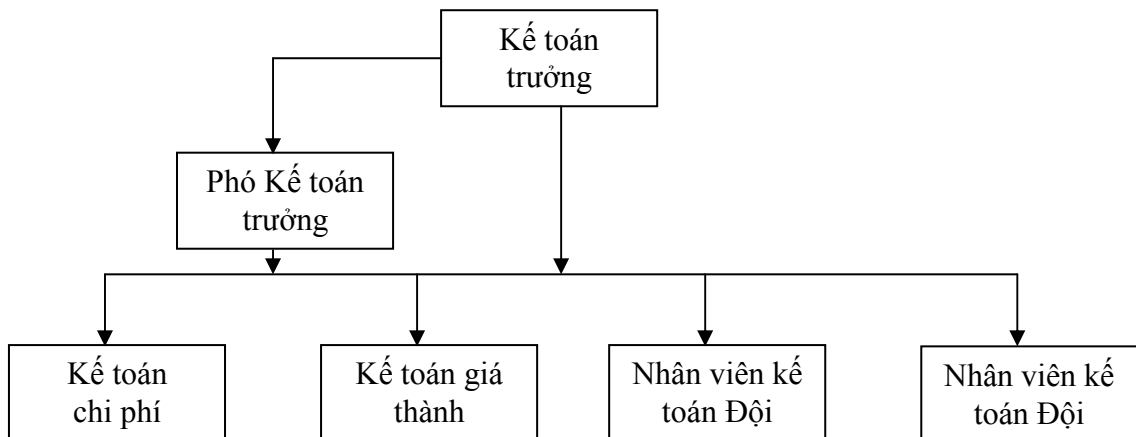 Kế toán
trưởng
Phó Kế toán
trưởng
Kế toán
chi phí
Kế toán giá
thành
Nhân viên kế
toán Đội
Nhân viên kế
toán Đội